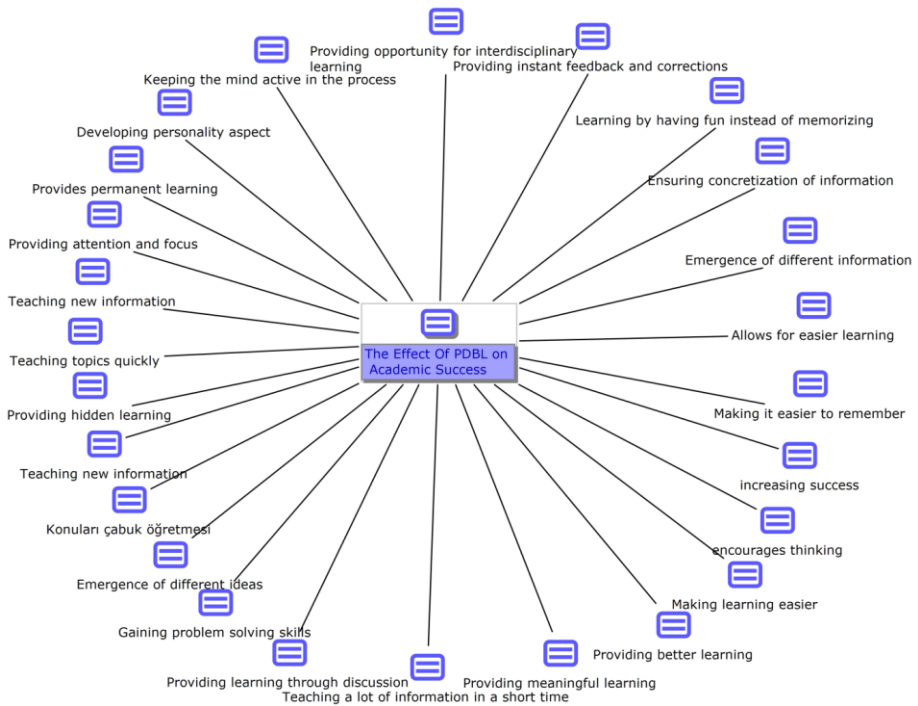 Providing opportunity for interdisciplinary
learning
Providing instant feedback and corrections
Keeping the mind active in the process
Learning by having fun instead of memorizing
Developing personality aspect
Ensuring concretization of information
Provides permanent learning
Providing attention and focus
Emergence of different information
Teaching new information
Allows for easier learning
Teaching topics quickly
The Effect Of PDBL on
Academic Success
Providing hidden learning
Making it easier to remember
Teaching new information
increasing success
Konuları çabuk öğretmesi
encourages thinking
Emergence of different ideas
Making learning easier
Gaining problem solving skills
Providing better learning
Providing learning through discussion
Providing meaningful learning
Teaching a lot of information in a short time